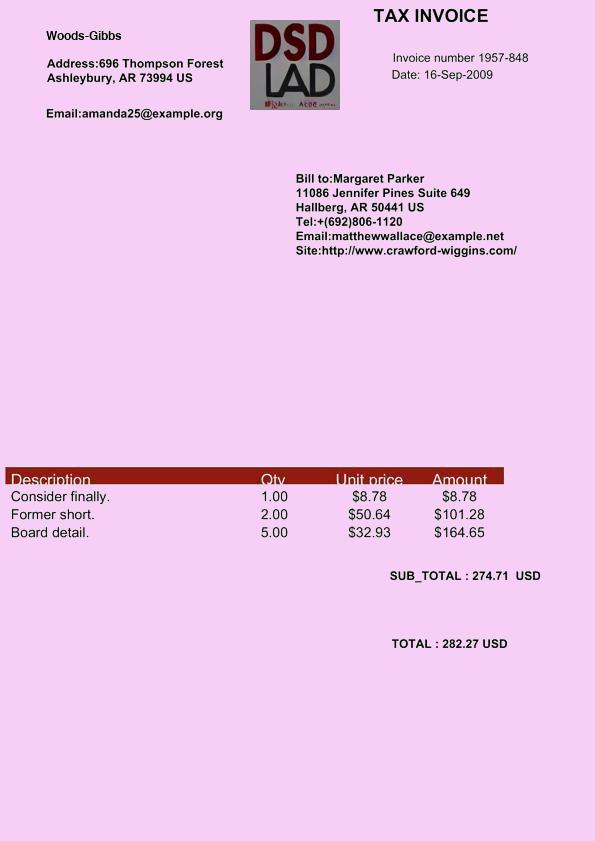 TAX INVOICE
Woods-Gibbs
Address:696 Thompson Forest
Ashleybury, AR 73994 US
Email:amanda25@example.org
DSD
LAD
Invoice number 1957-848
Date: 16-Sep-2009
Bill to:Margaret Parker
11086 Jennifer Pines Suite 649
Hallberg, AR 50441 US
Tel:+(692)806-1120
Email:matthewwallace@example.net
Site:http://www.crawford-wiggins.com/
Description Qty Unit price Amount
Consider finally. 1.00 $8.78 $8.78
Former short. 2.00 $50.64 $101.28
Board detail. 5.00 $32.93 $164.65
SUB_TOTAL : 274.71 USD
TOTAL : 282.27 USD